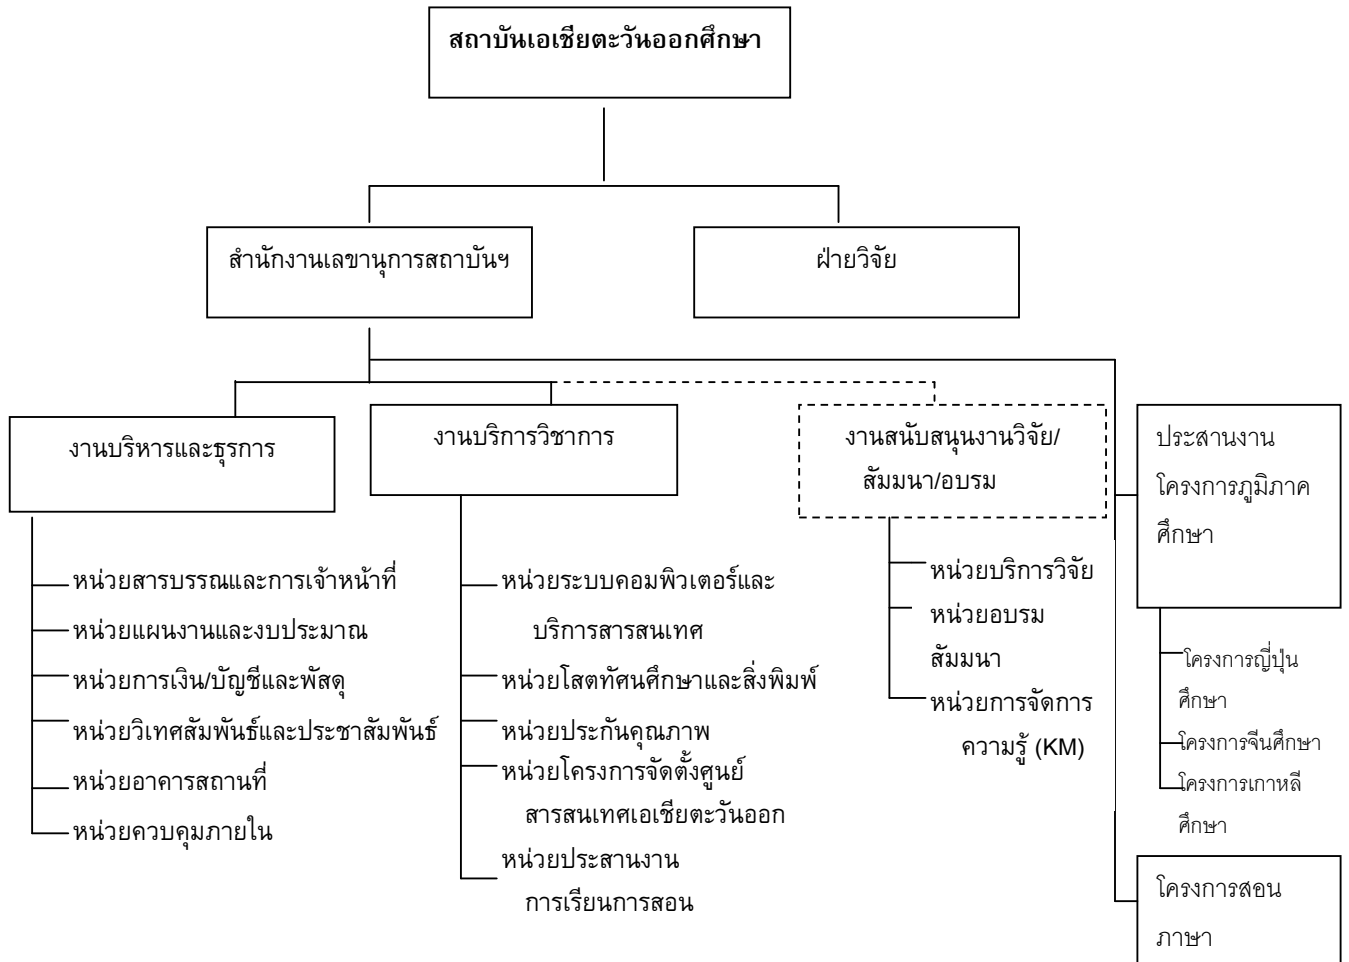 สถาบันเอเชียตะวันออกศึกษา
สำนักงานเลขานุการสถาบันฯ
ฝ่ายวิจัย
งานบริหารและธุรการ
หน่วยสารบรรณและการเจ้าหน้าที่
หน่วยแผนงานและงบประมาณ
หน่วยการเงิน/บัญชีและพัสดุ
หน่วยวิเทศสัมพันธ์และประชาสัมพันธ์
หน่วยอาคารสถานที่
หน่วยควบคุมภายใน
งานบริการวิชาการ
หน่วยระบบคอมพิวเตอร์และ
บริการสารสนเทศ
หน่วยโสตทัศนศึกษาและสิ่งพิมพ์
หน่วยประกันคุณภาพ
หน่วยโครงการจัดตั้งศูนย์
สารสนเทศเอเชียตะวันออก
หน่วยประสานงาน
การเรียนการสอน
งานสนับสนุนงานวิจัย/
สัมมนา/อบรม
หน่วยบริการวิจัย
หน่วยอบรม
สัมมนา
หน่วยการจัดการ
ความรู้ (KM)
ประสานงาน
โครงการภูมิภาค
ศึกษา
โครงการญี่ปุ่น
ศึกษา
โครงการจีนศึกษา
โครงการเกาหลี
ศึกษา
โครงการสอน
ภาษา